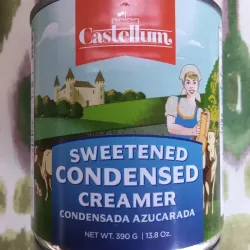 Castellum
SWEETENED
CONDENSED
CREAMER
CONDENSADA AZUCARADA
NET WT. 390 G | 13.8 Oz.